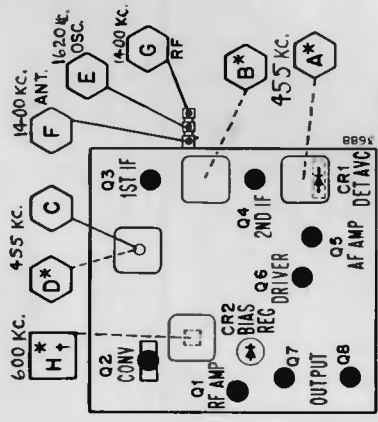 600 KC.
H*†
455 KC.
D*
C
1400 KC.
ANT.
F
1620 KC.
OSC.
E
1400 KC.
G
RF
Q2
CONV
Q3
1ST IF
Q1
RF AMP
CR2
BIAS
REG
B*
455 KC.
A*
Q7
OUTPUT
Q8
Q6
DRIVER
Q4
2ND IF
Q5
AF AMP
CR1
DET AVC
3688